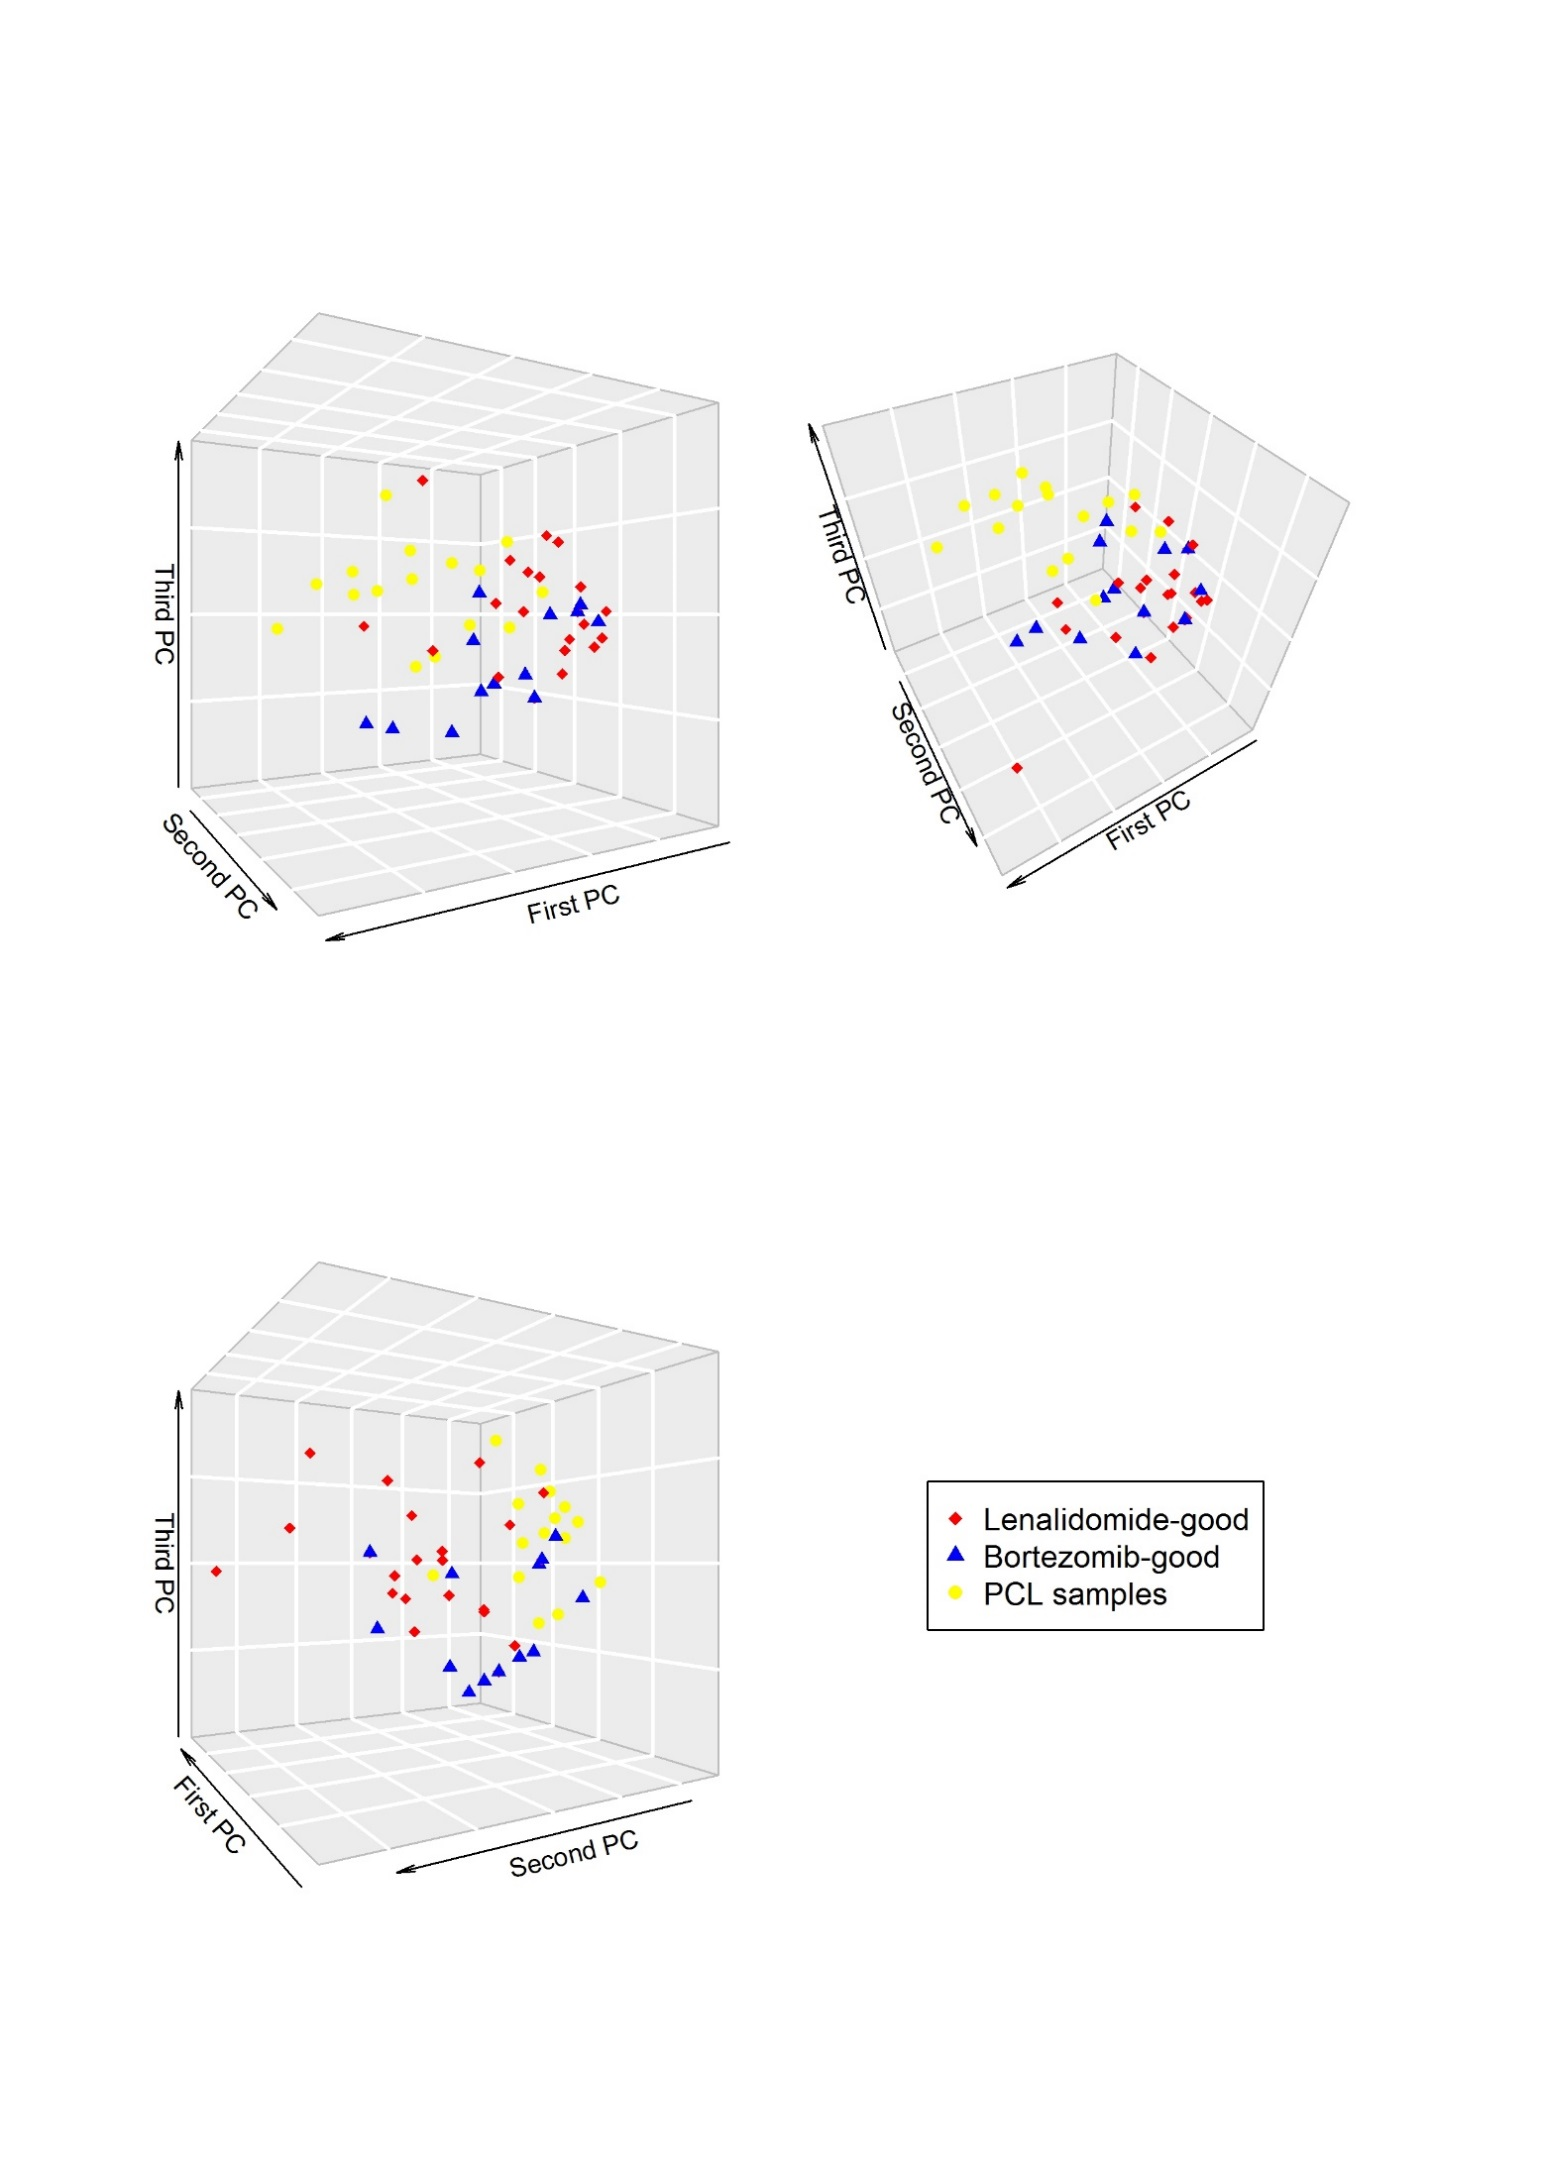 Third PC
Second PC
First PC
Third PC
Second PC
First PC
Third PC
First PC
Second PC
Lenalidomide-good
Bortezomib-good
PCL samples